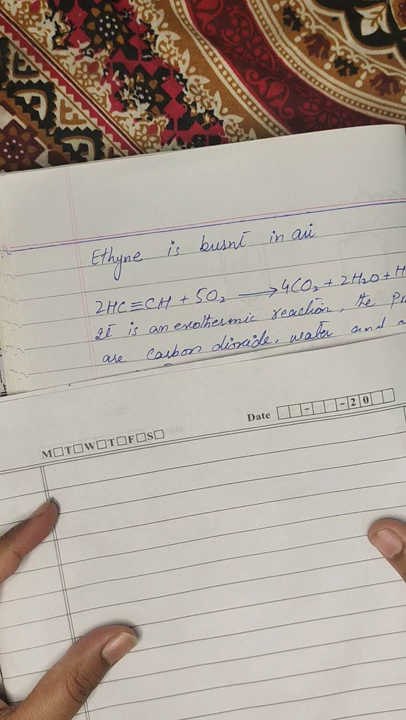 Ethyne is burnt in air
2HC≡CH + 5O₂ ⟶ 4CO₂ + 2H₂O + H
It is an exothermic reaction, the Pr
are Carbon dioxide, water and
Date - -20
M☐T☐W☐T☐F☐S☐